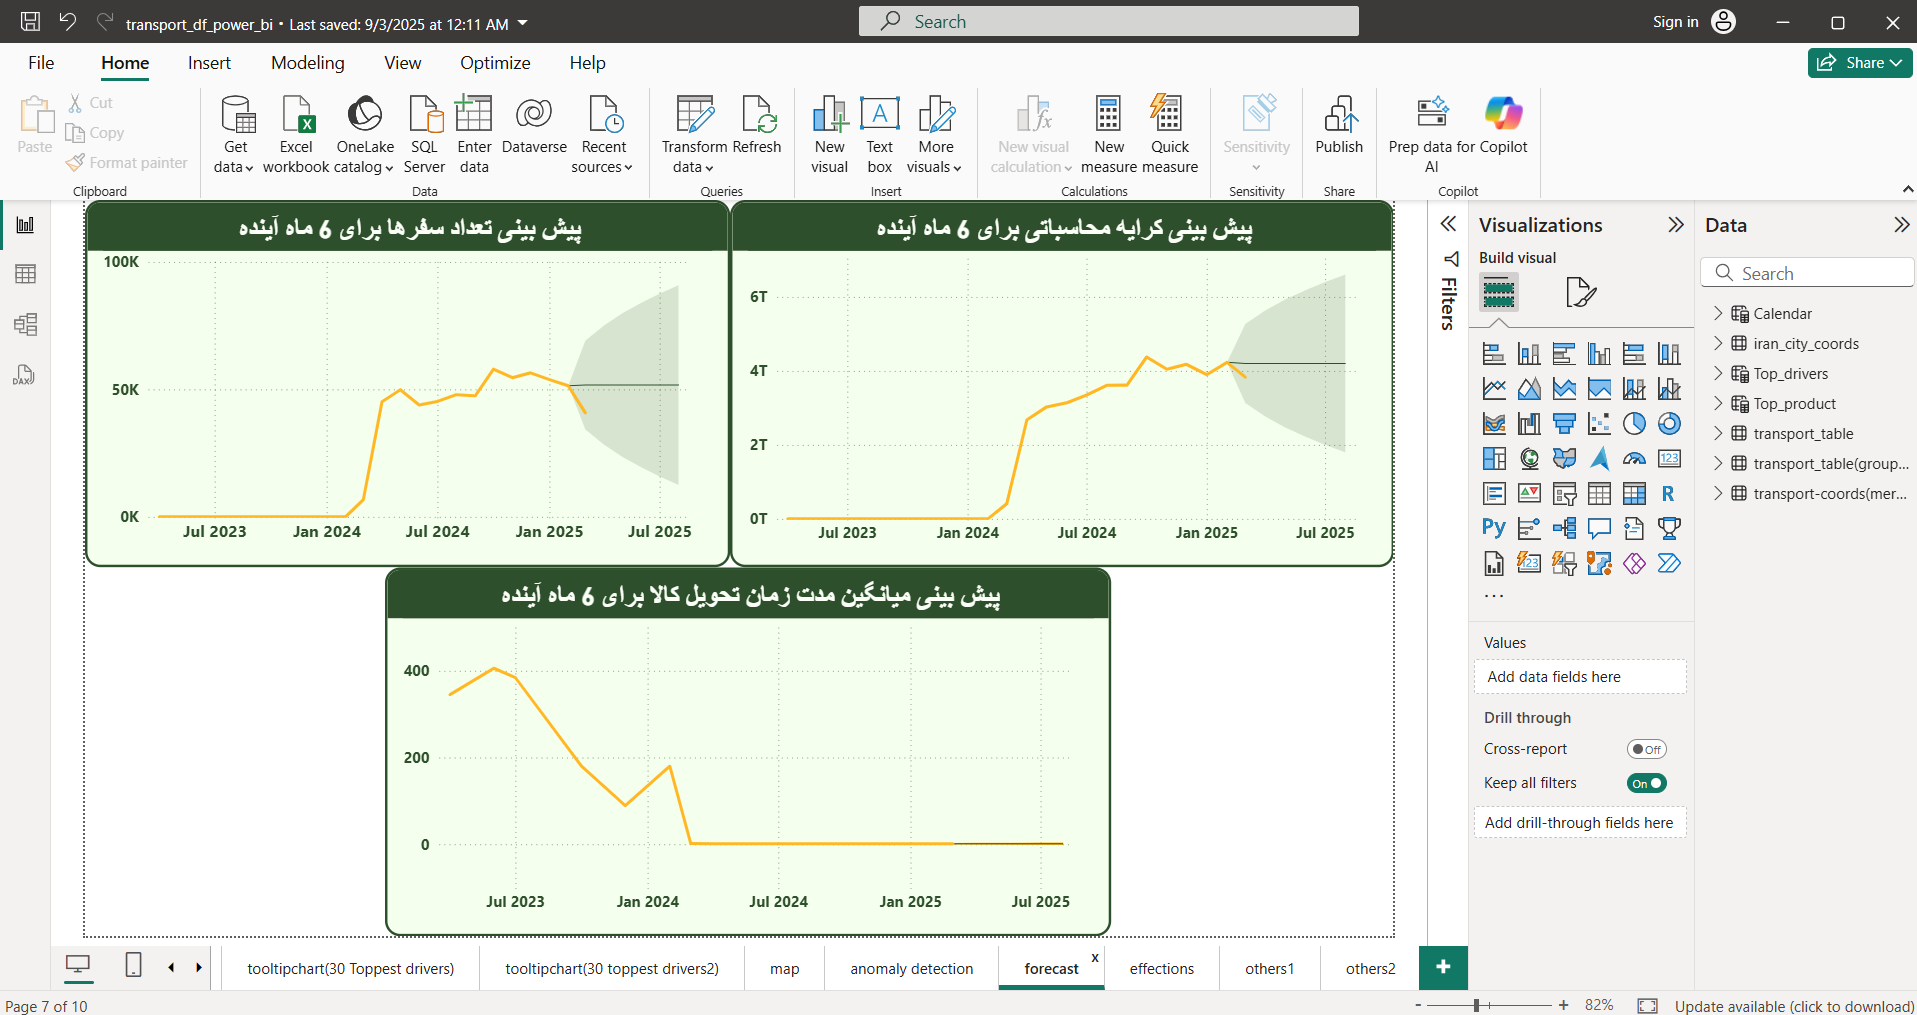 transport_df_power_bi • Last saved: 9/3/2025 at 12:11 AM
Search
Sign in
File Home Insert Modeling View Optimize Help
Share
Paste
Cut
Copy
Format painter
Clipboard
Get data
Excel workbook
OneLake catalog
SQL Server
Enter data
Dataverse
Recent sources
Data
Transform data
Refresh
Queries
New visual
Text box
More visuals
Insert
New visual calculation
New measure
Quick measure
Calculations
Sensitivity
Sensitivity
Publish
Share
Prep data for AI
Copilot
Copilot
پیش بینی تعداد سفرها برای 6 ماه آینده
100K
50K
0K
Jul 2023 Jan 2024 Jul 2024 Jan 2025 Jul 2025
پیش بینی کرایه محاسباتی برای 6 ماه آینده
6T
4T
2T
0T
Jul 2023 Jan 2024 Jul 2024 Jan 2025 Jul 2025
پیش بینی میانگین مدت زمان تحویل کالا برای 6 ماه آینده
400
200
0
Jul 2023 Jan 2024 Jul 2024 Jan 2025 Jul 2025
Filters
Visualizations
Build visual
123
R
Py
123
...
Values
Add data fields here
Drill through
Cross-report
Off
Keep all filters
On
Add drill-through fields here
Data
Search
Calendar
iran_city_coords
Top_drivers
Top_product
transport_table
transport_table(group...
transport-coords(mer...
DAX
tooltipchart(30 Toppest drivers) tooltipchart(30 toppest drivers2) map anomaly detection forecast x effections others1 others2 +
Page 7 of 10
- + 82%
Update available (click to download)